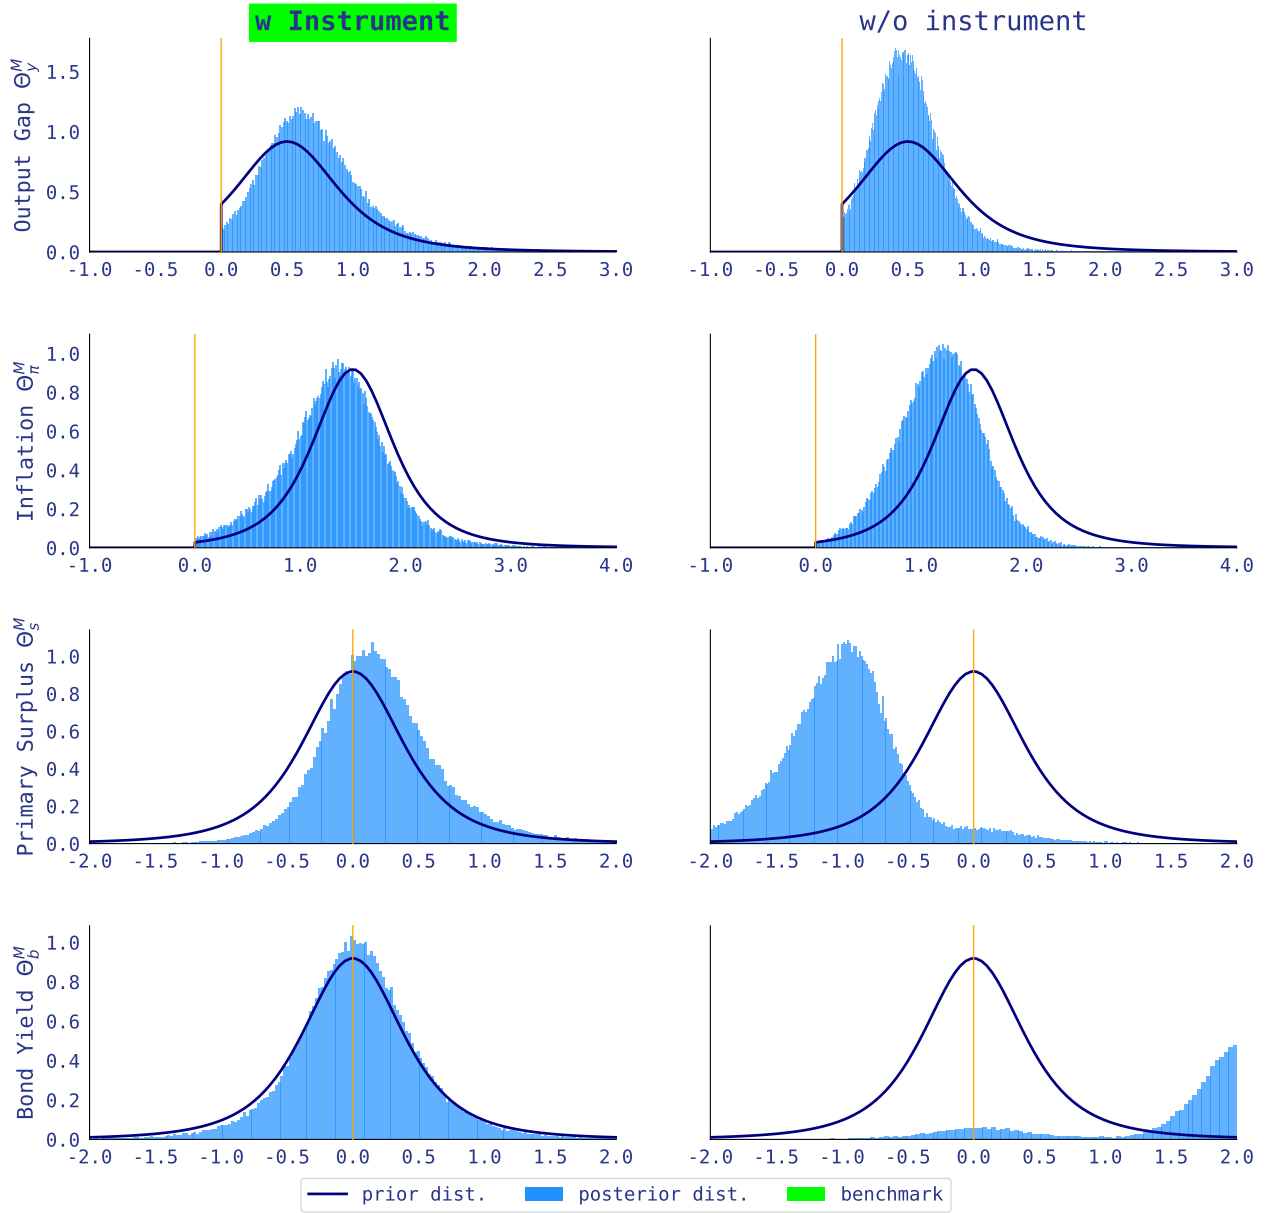 w Instrument
w/o instrument
Output Gap Θ_y^M
1.5
1.0
0.5
0.0
-1.0 -0.5 0.0 0.5 1.0 1.5 2.0 2.5 3.0
-1.0 -0.5 0.0 0.5 1.0 1.5 2.0 2.5 3.0
Inflation Θ_π^M
1.0
0.8
0.6
0.4
0.2
0.0
-1.0 0.0 1.0 2.0 3.0 4.0
-1.0 0.0 1.0 2.0 3.0 4.0
Primary Surplus Θ_s^M
1.0
0.8
0.6
0.4
0.2
0.0
-2.0 -1.5 -1.0 -0.5 0.0 0.5 1.0 1.5 2.0
-2.0 -1.5 -1.0 -0.5 0.0 0.5 1.0 1.5 2.0
Bond Yield Θ_b^M
1.0
0.8
0.6
0.4
0.2
0.0
-2.0 -1.5 -1.0 -0.5 0.0 0.5 1.0 1.5 2.0
-2.0 -1.5 -1.0 -0.5 0.0 0.5 1.0 1.5 2.0
prior dist. posterior dist. benchmark